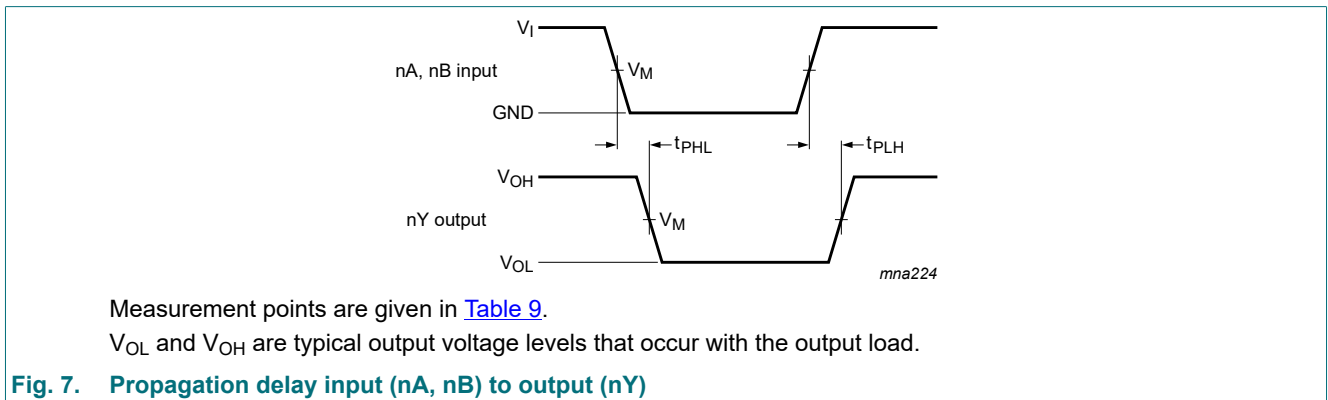 VI
nA, nB input
VM
GND
tPHL
tPLH
VOH
nY output
VM
VOL
mna224
Measurement points are given in Table 9.
VOL and VOH are typical output voltage levels that occur with the output load.
Fig. 7. Propagation delay input (nA, nB) to output (nY)